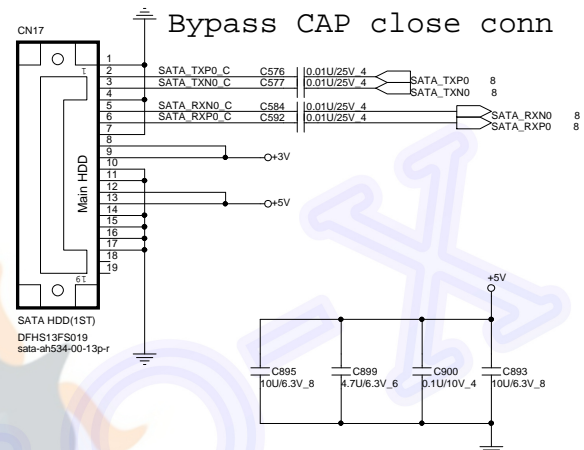 Bypass CAP close conn
CN17
1
1
2 SATA_TXP0_C C576 0.01U/25V_4 SATA_TXP0 8
3 SATA_TXN0_C C577 0.01U/25V_4 SATA_TXN0 8
4
5 SATA_RXN0_C C584 0.01U/25V_4 SATA_RXN0 8
6 SATA_RXP0_C C592 0.01U/25V_4 SATA_RXP0 8
7
8
9 +3V
10
11
12
13 +5V
14
15
16
17
18
19
19
Main HDD
SATA HDD(1ST)
DFHS13FS019
sata-ah534-00-13p-r
+5V
C895 C899 C900 C893
10U/6.3V_8 4.7U/6.3V_6 0.1U/10V_4 10U/6.3V_8